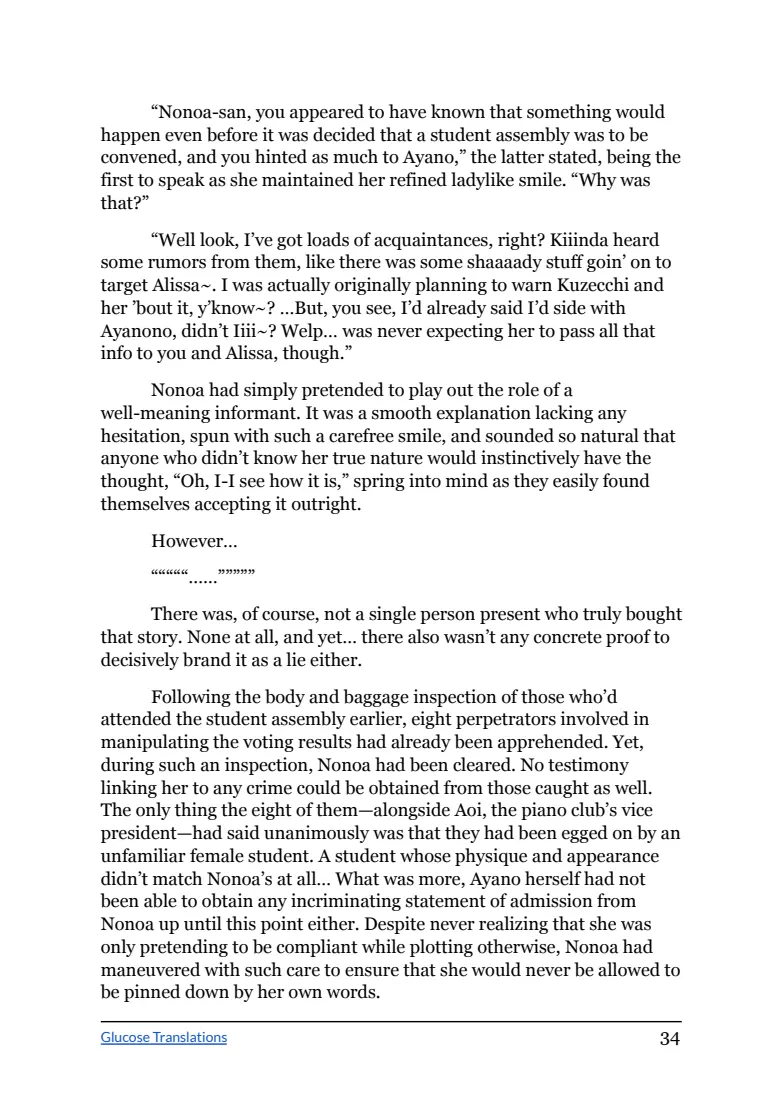 “Nonoa-san, you appeared to have known that something would
happen even before it was decided that a student assembly was to be
convened, and you hinted as much to Ayano,” the latter stated, being the
first to speak as she maintained her refined ladylike smile. “Why was
that?”
“Well look, I’ve got loads of acquaintances, right? Kiiinda heard
some rumors from them, like there was some shaaaady stuff goin’ on to
target Alissa~. I was actually originally planning to warn Kuzecchi and
her ’bout it, y’know~? ...But, you see, I’d already said I’d side with
Ayanono, didn’t Iiii~? Welp... was never expecting her to pass all that
info to you and Alissa, though.”
Nonoa had simply pretended to play out the role of a
well-meaning informant. It was a smooth explanation lacking any
hesitation, spun with such a carefree smile, and sounded so natural that
anyone who didn’t know her true nature would instinctively have the
thought, “Oh, I-I see how it is,” spring into mind as they easily found
themselves accepting it outright.
However...
“““““......”””””
There was, of course, not a single person present who truly bought
that story. None at all, and yet... there also wasn’t any concrete proof to
decisively brand it as a lie either.
Following the body and baggage inspection of those who’d
attended the student assembly earlier, eight perpetrators involved in
manipulating the voting results had already been apprehended. Yet,
during such an inspection, Nonoa had been cleared. No testimony
linking her to any crime could be obtained from those caught as well.
The only thing the eight of them—alongside Aoi, the piano club’s vice
president—had said unanimously was that they had been egged on by an
unfamiliar female student. A student whose physique and appearance
didn’t match Nonoa’s at all... What was more, Ayano herself had not
been able to obtain any incriminating statement of admission from
Nonoa up until this point either. Despite never realizing that she was
only pretending to be compliant while plotting otherwise, Nonoa had
maneuvered with such care to ensure that she would never be allowed to
be pinned down by her own words.
Glucose Translations
34